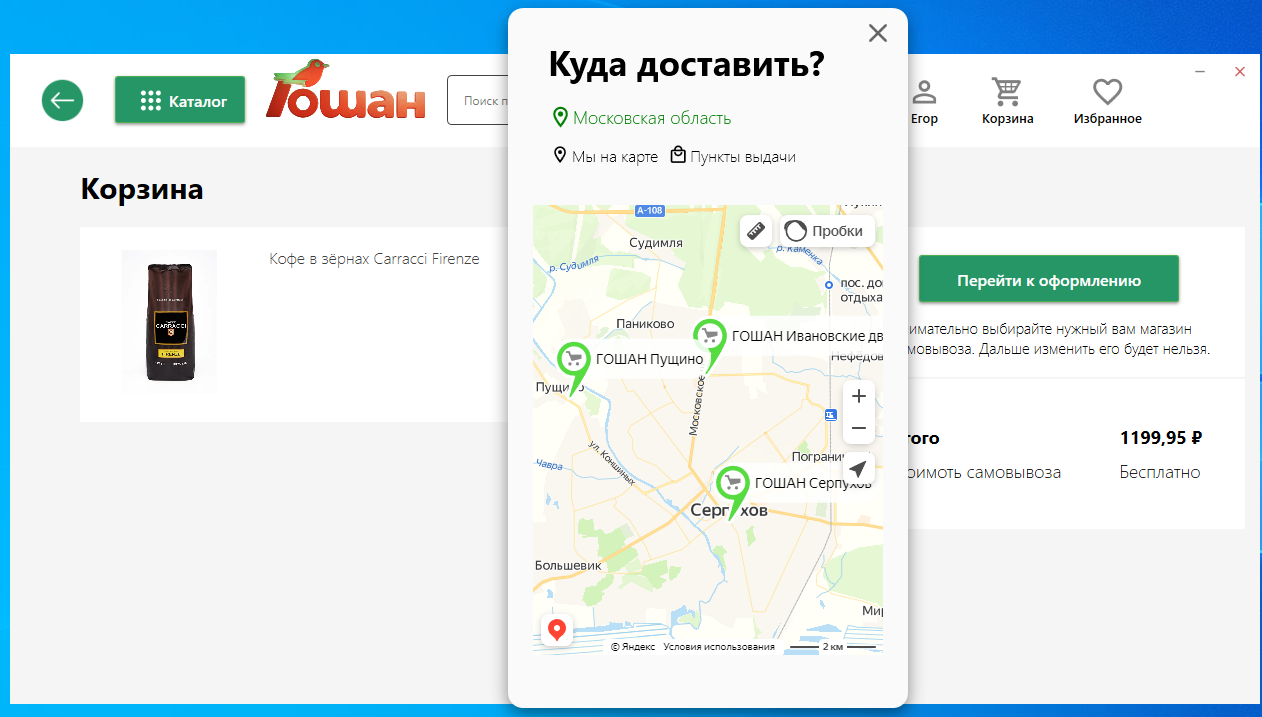 Куда доставить?
Каталог
Гошан
Поиск п
Егор
Корзина
Избранное
Московская область
Мы на карте
Пункты выдачи
Корзина
Кофе в зёрнах Carracci Firenze
CARRACCI
FIRENZE
Перейти к оформлению
имательно выбирайте нужный вам магазин
мовывоза. Дальше изменить его будет нельзя.
того
1199,95 ₽
оимоть самовывоза
Бесплатно
А-108
Судимля
Пробки
р. Судимля
р. Каменка
пос. до
отдыха
Паниково
ГОШАН Ивановские дв
Нефедов
ГОШАН Пущино
Пущино
Московское
ул. Коншиных
Чавра
Погранич
ГОШАН Серпухов
Серпухов
Большевик
Мир
© Яндекс
Условия использования
2 км